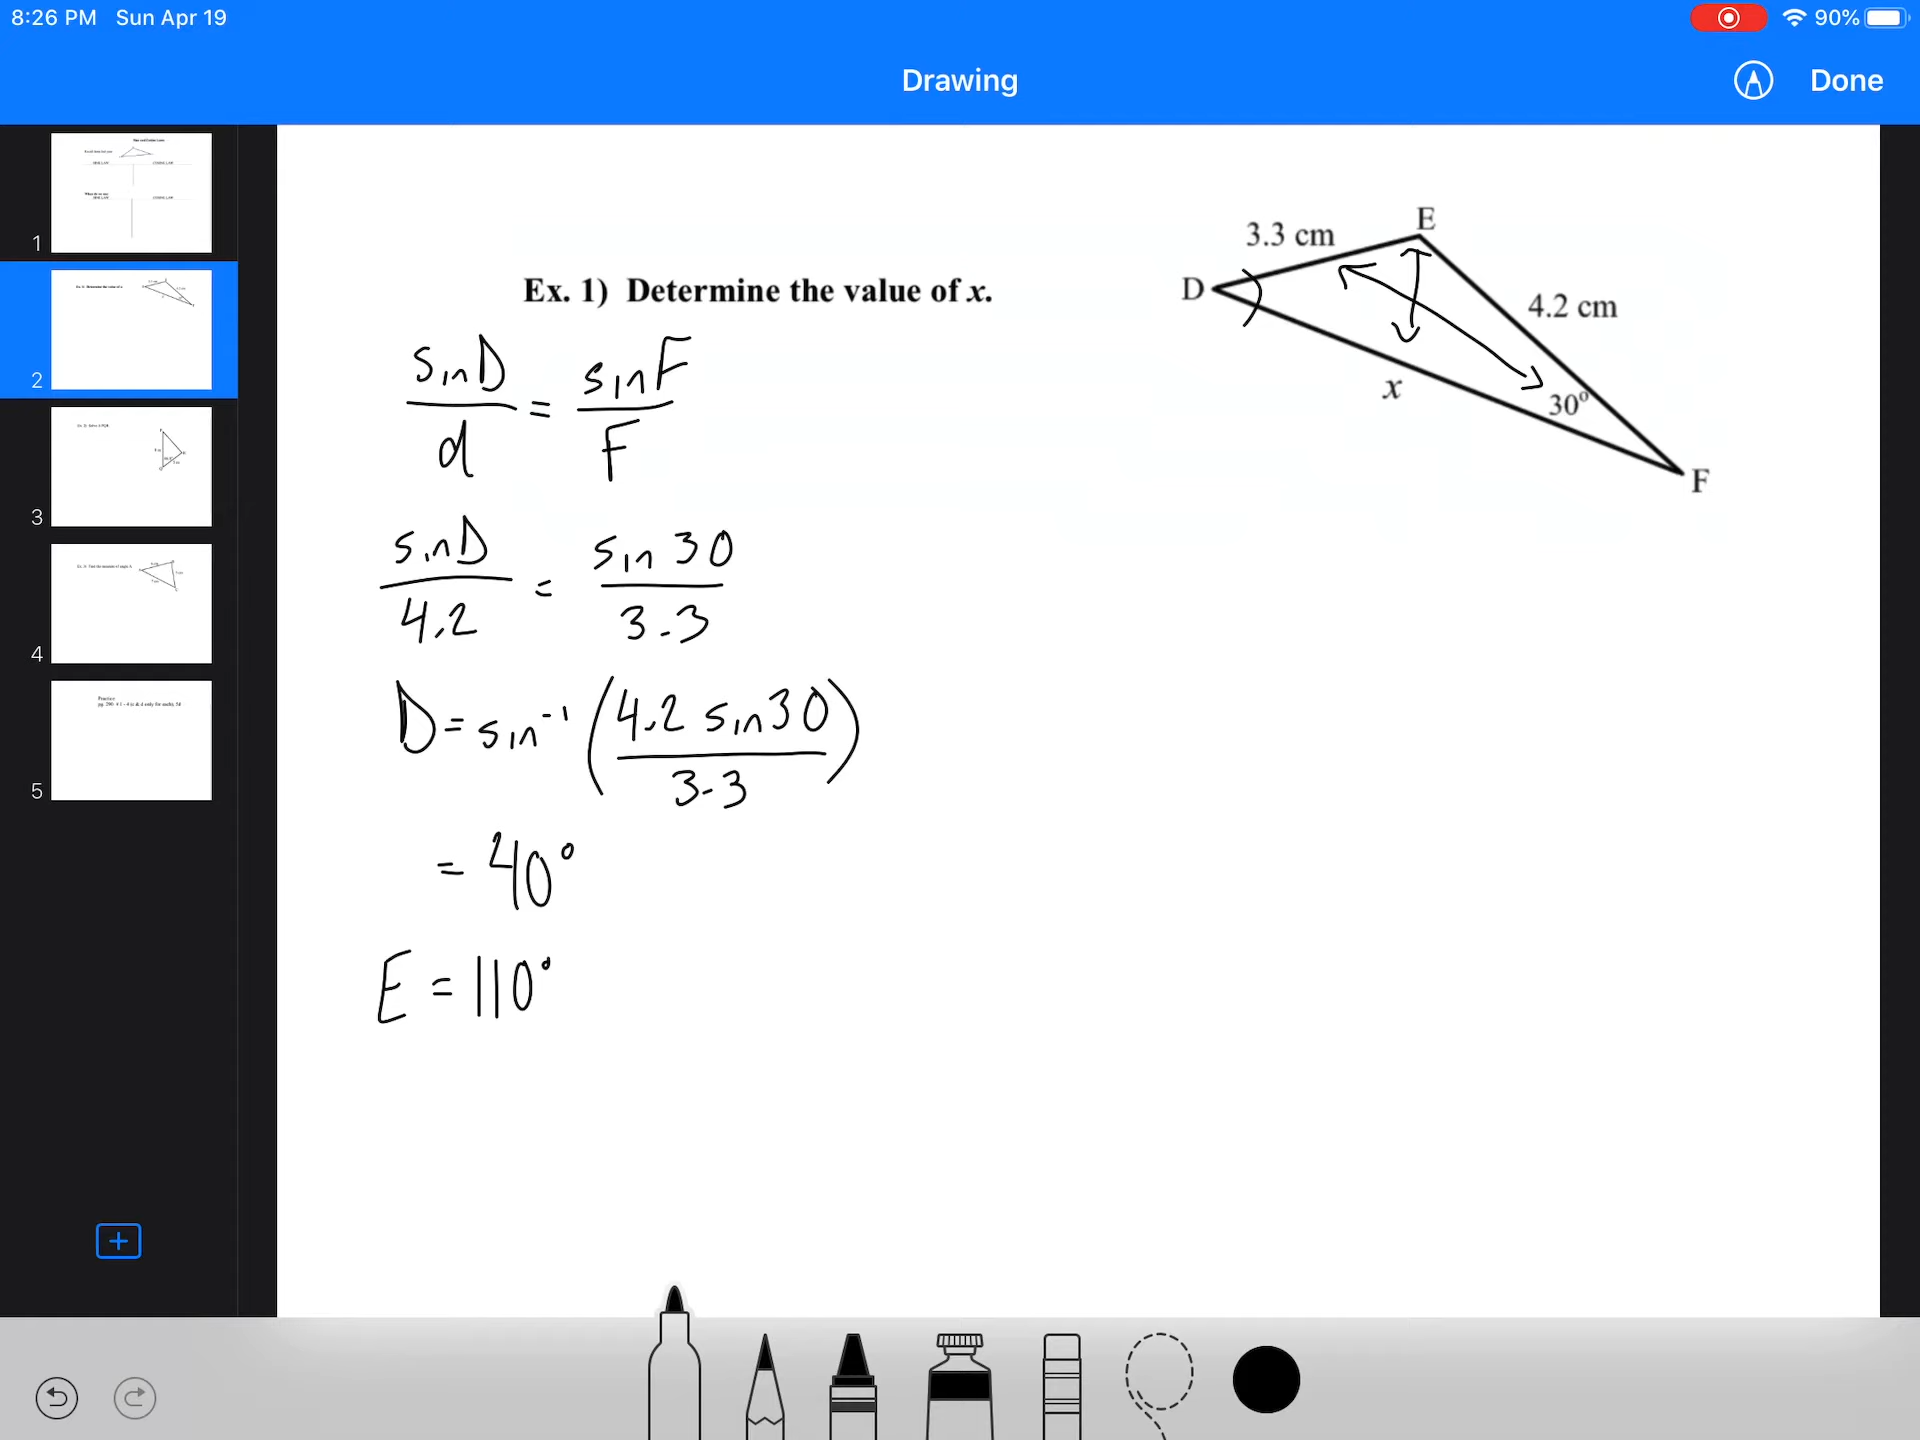 8:26 PM Sun Apr 19
90%
Drawing
Done
1
2
3
4
5
Ex. 1) Determine the value of x.
3.3 cm
E
D
4.2 cm
x
30°
F
sinD/d = sinF/F
sinD/4.2 = sin 30/3.3
D = sin⁻¹ (4.2 sin30/3.3)
= 40°
E = 110°